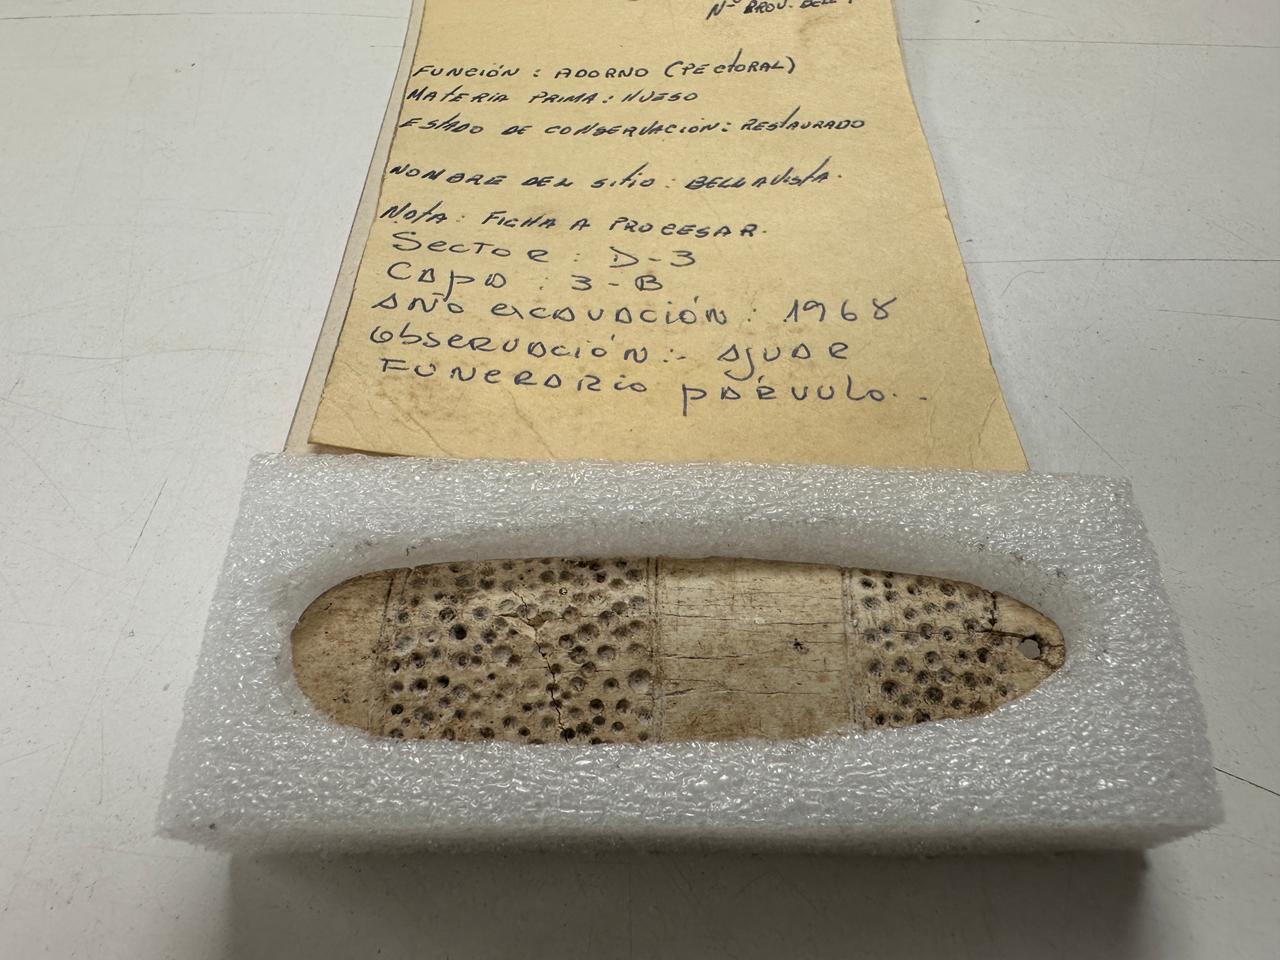 Nº PROV. BELL
FUNCIÓN : ADORNO (PECTORAL)
MATERIA PRIMA : HUESO
ESTADO DE CONSERVACIÓN : RESTAURADO
NOMBRE DEL SITIO : BELLAVISTA.
NOTA : FICHA A PROCESAR.
SECTOR : D-3
CAPA : 3-B
AÑO EXCAVACIÓN : 1968
OBSERVACIÓN :- AJUAR
FUNERARIO PÁRVULO...